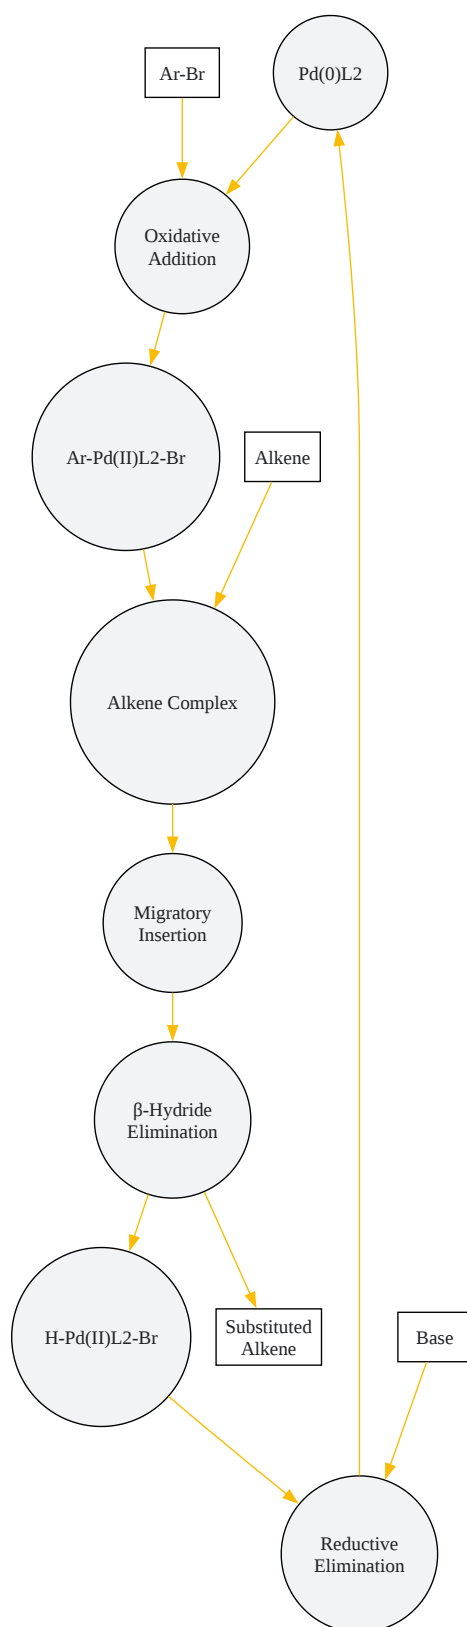 Ar-Br
Pd(0)L2
Oxidative
Addition
Ar-Pd(II)L2-Br
Alkene
Alkene Complex
Migratory
Insertion
β-Hydride
Elimination
H-Pd(II)L2-Br
Substituted
Alkene
Base
Reductive
Elimination